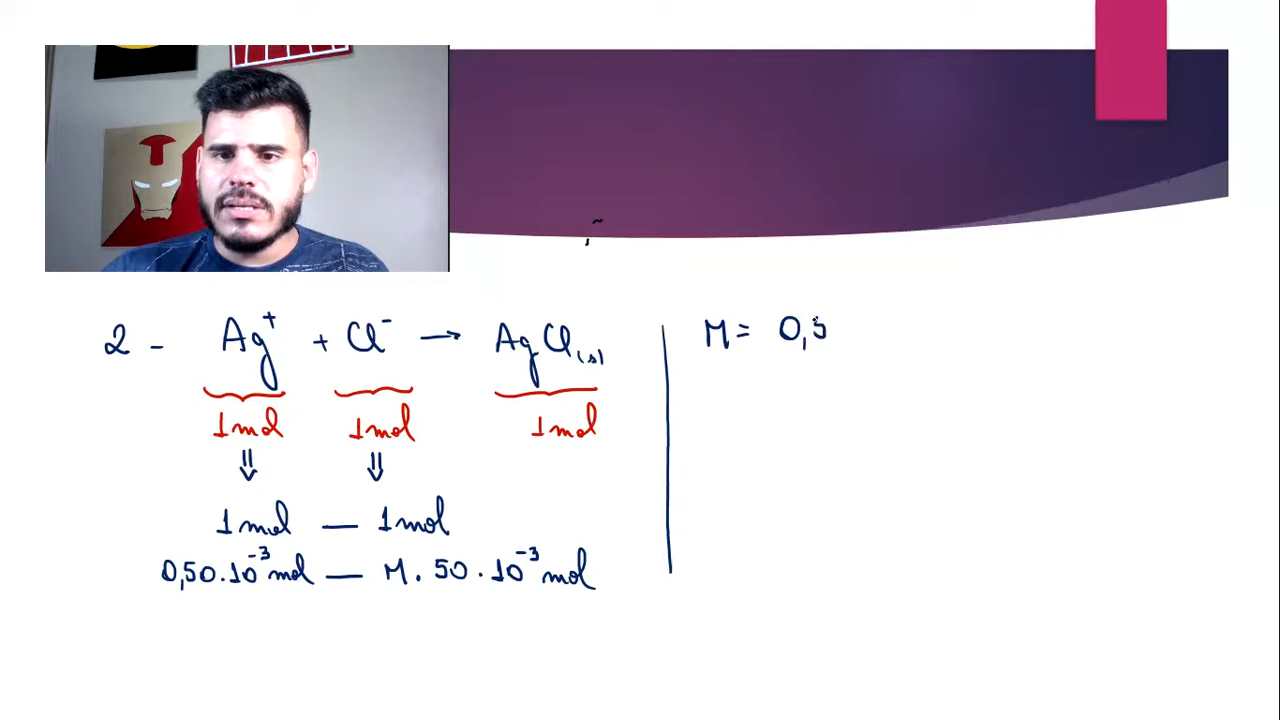 2 - Ag⁺ + Cl⁻ → AgCl(s)
1mol 1mol 1mol
⇓ ⇓
1mol — 1mol
0,50.10⁻³mol — M. 50.10⁻³mol
M = 0,5